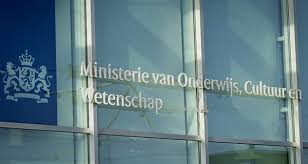 Ministerie van Onderwijs, Cultuur en
Wetenschap